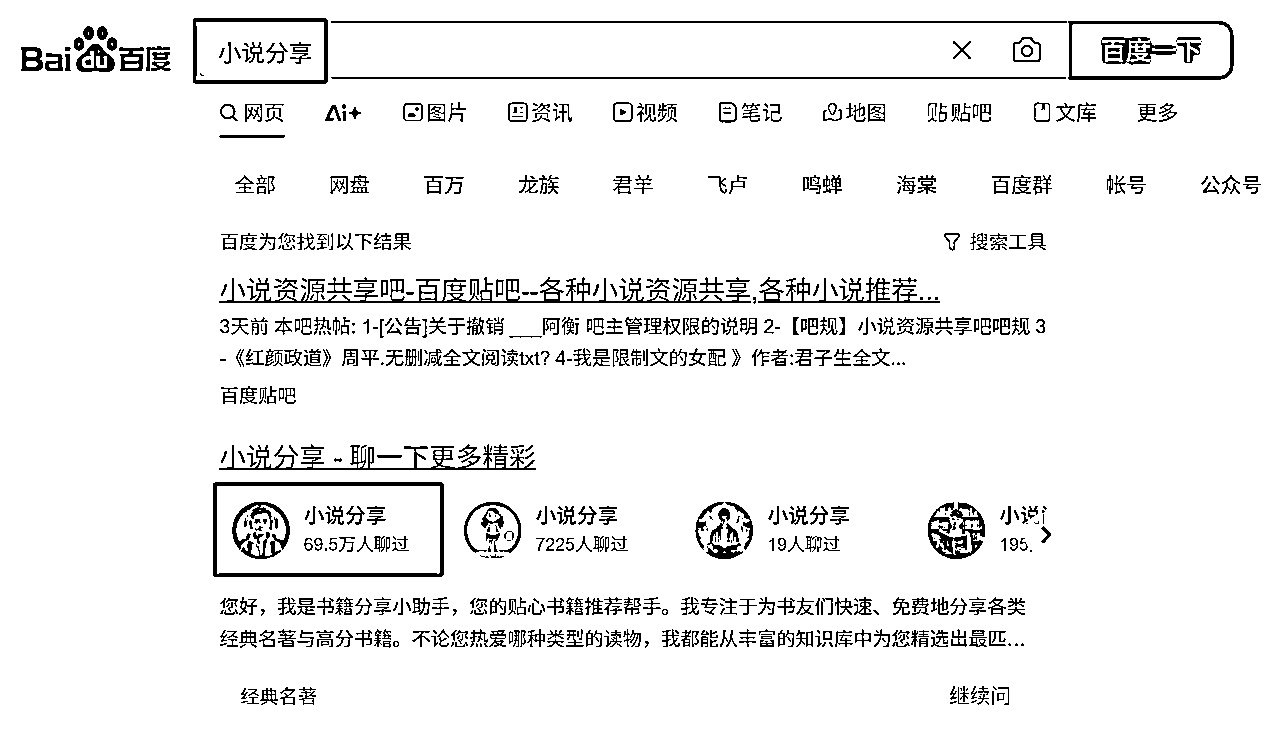 Baidu百度 小说分享 百度一下
网页 Ai+ 图片 资讯 视频 笔记 地图 贴贴吧 文库 更多
全部 网盘 百万 龙族 君羊 飞卢 鸣蝉 海棠 百度群 帐号 公众号
百度为您找到以下结果 搜索工具
小说资源共享吧-百度贴吧--各种小说资源共享,各种小说推荐...
3天前 本吧热帖: 1-[公告]关于撤销 ___阿衡 吧主管理权限的说明 2-【吧规】小说资源共享吧吧规 3
-《红颜政道》周平.无删减全文阅读txt? 4-我是限制文的女配 》作者:君子生全文...
百度贴吧
小说分享 - 聊一下更多精彩
小说分享 小说分享 小说分享 小说
69.5万人聊过 7225人聊过 19人聊过 195.
您好，我是书籍分享小助手，您的贴心书籍推荐帮手。我专注于为书友们快速、免费地分享各类
经典名著与高分书籍。不论您热爱哪种类型的读物，我都能从丰富的知识库中为您精选出最匹...
经典名著 继续问